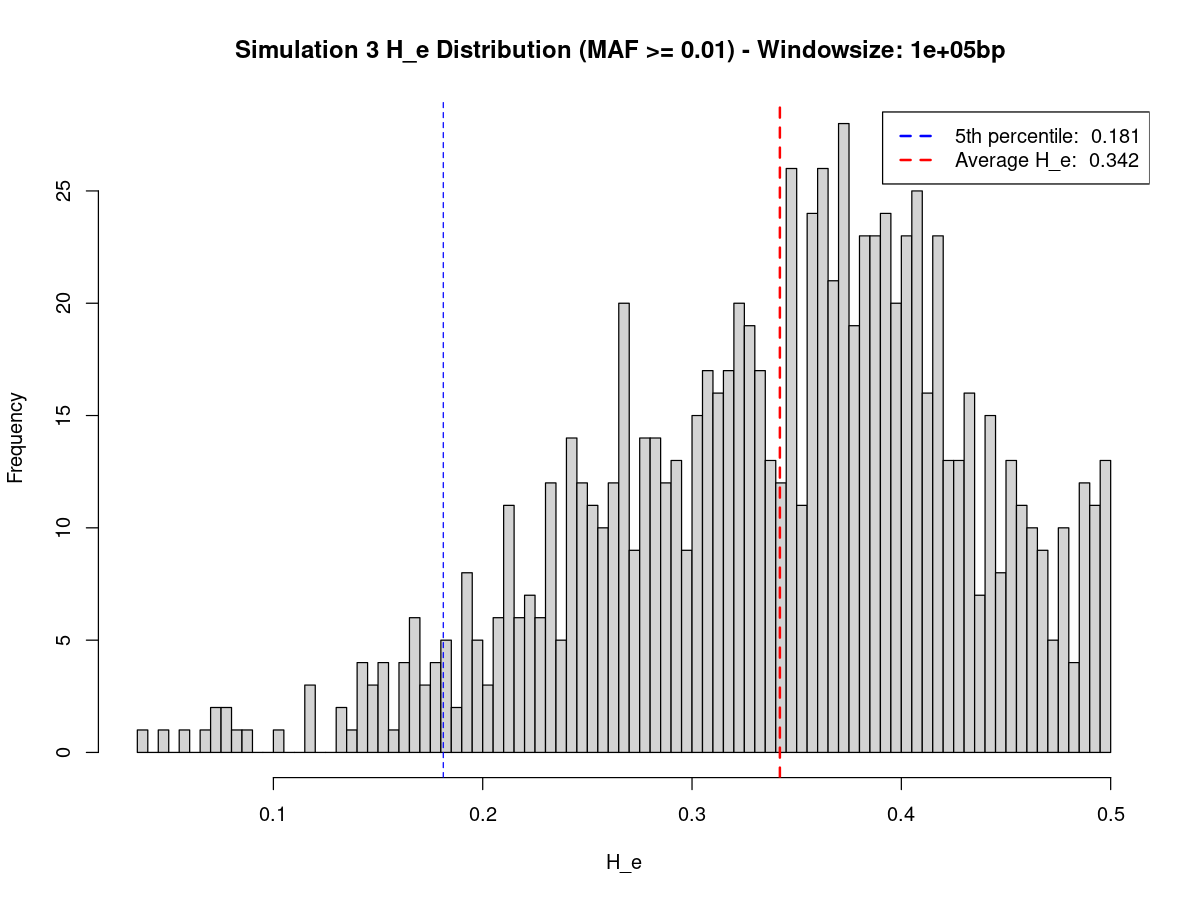 Simulation 3 H_e Distribution (MAF >= 0.01) - Windowsize: 1e+05bp
5th percentile: 0.181
Average H_e: 0.342
Frequency
25
20
15
10
5
0
0.1 0.2 0.3 0.4 0.5
H_e